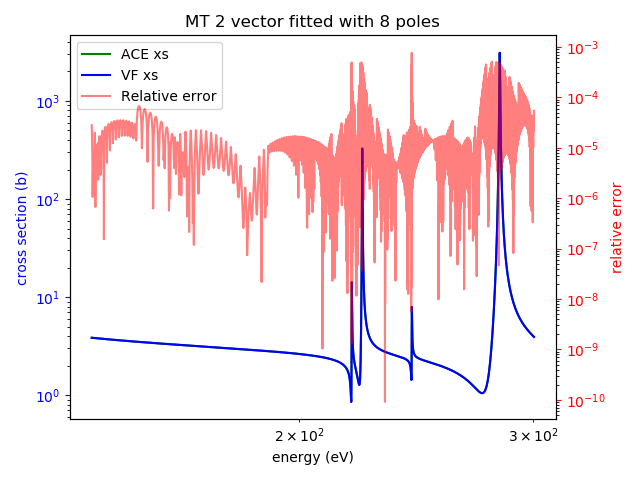 MT 2 vector fitted with 8 poles
ACE xs
VF xs
Relative error
cross section (b)
10³
10²
10¹
10⁰
10⁻³
10⁻⁴
10⁻⁵
10⁻⁶
10⁻⁷
10⁻⁸
10⁻⁹
10⁻¹⁰
relative error
2 × 10²
3 × 10²
energy (eV)